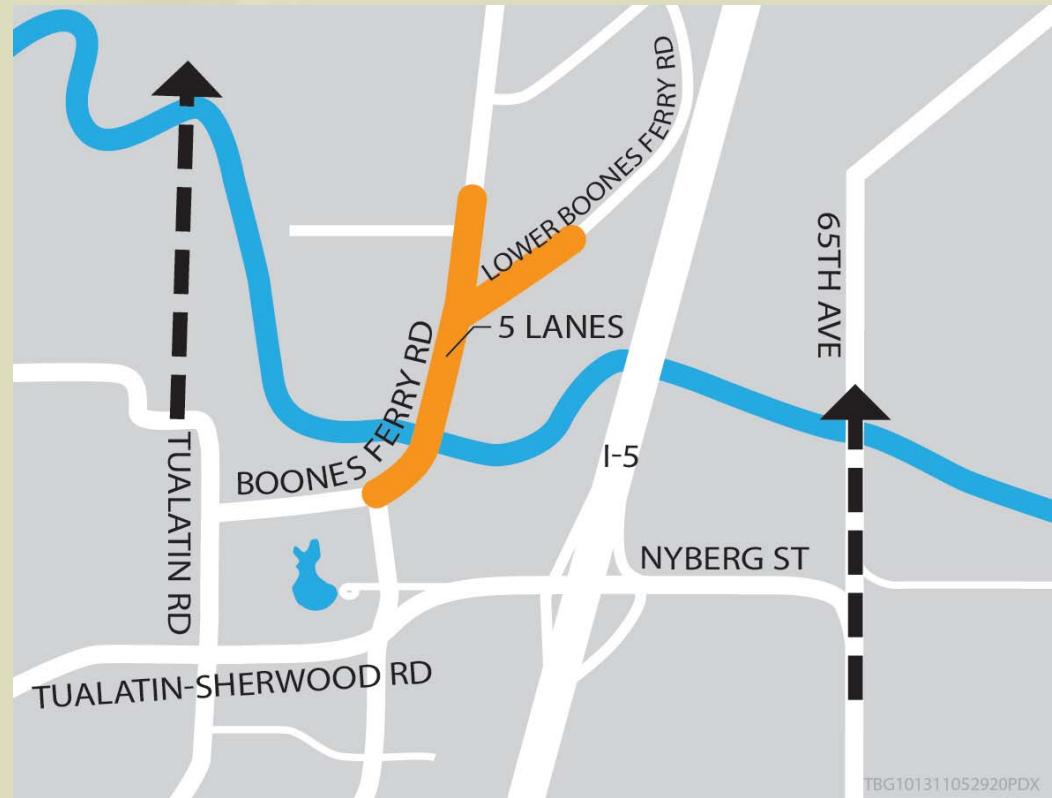 LOWER BOONES FERRY RD
65TH AVE
5 LANES
BOONES FERRY RD
I-5
TUALATIN RD
NYBERG ST
TUALATIN-SHERWOOD RD
TBG101311052920PDX